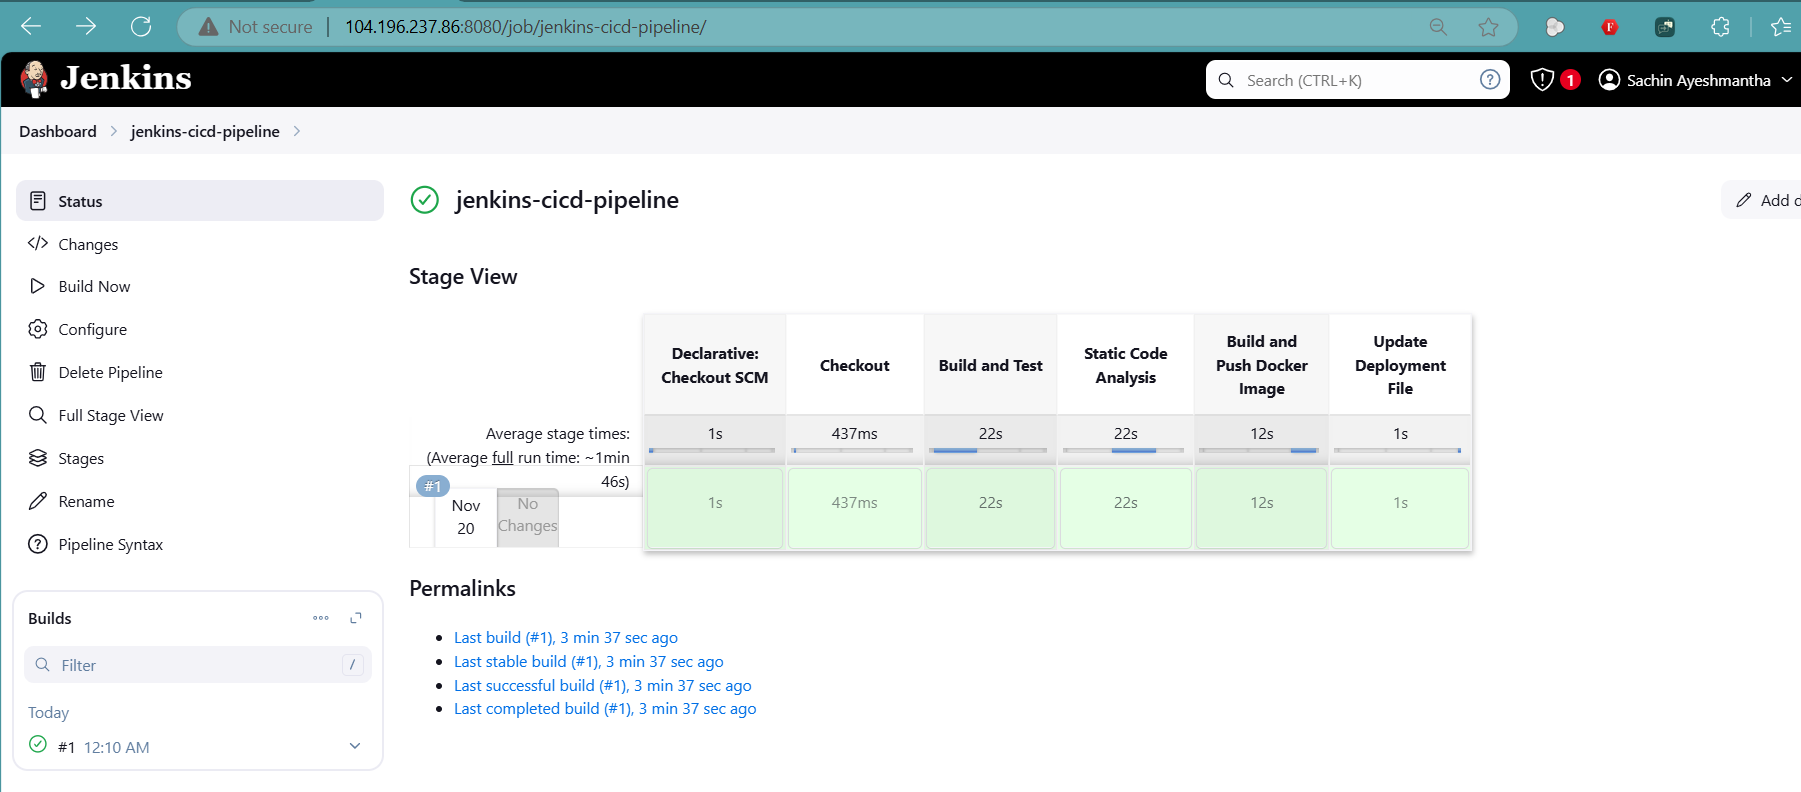 Not secure
104.196.237.86:8080/job/jenkins-cicd-pipeline/
F
Jenkins
Search (CTRL+K)
?
1
Sachin Ayeshmantha
Dashboard
jenkins-cicd-pipeline
Status
Changes
Build Now
Configure
Delete Pipeline
Full Stage View
Stages
Rename
Pipeline Syntax
Builds
Filter
/
Today
#1 12:10 AM
jenkins-cicd-pipeline
Add d
Stage View
Declarative:
Checkout SCM
Checkout
Build and Test
Static Code
Analysis
Build and
Push Docker
Image
Update
Deployment
File
Average stage times:
(Average full run time: ~1min
46s)
1s
437ms
22s
22s
12s
1s
#1
Nov
20
No
Changes
1s
437ms
22s
22s
12s
1s
Permalinks
Last build (#1), 3 min 37 sec ago
Last stable build (#1), 3 min 37 sec ago
Last successful build (#1), 3 min 37 sec ago
Last completed build (#1), 3 min 37 sec ago